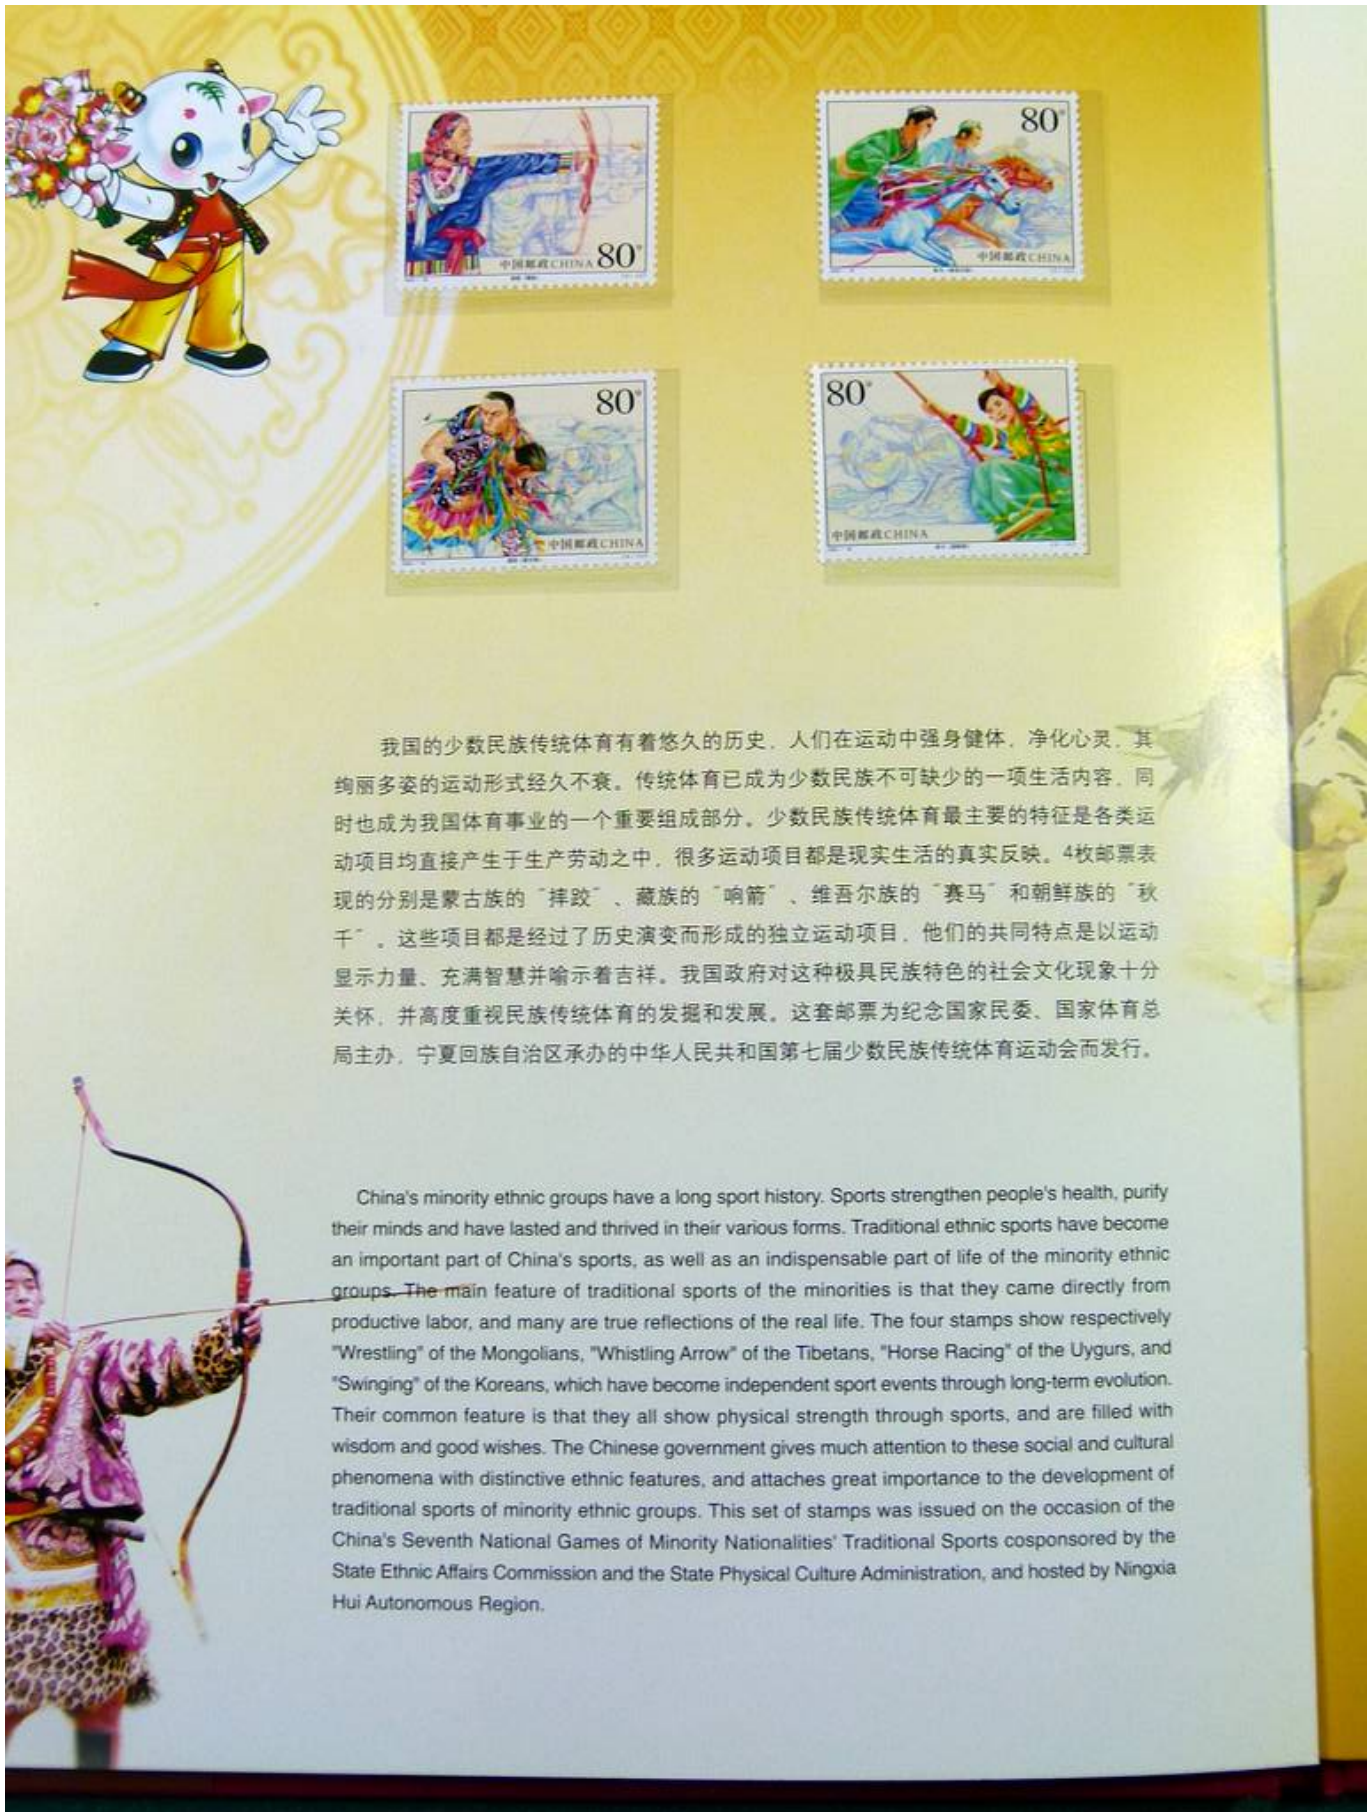 80分
中国邮政CHINA
80分
中国邮政CHINA
80分
中国邮政CHINA
80分
中国邮政CHINA
我国的少数民族传统体育有着悠久的历史，人们在运动中强身健体，净化心灵，其
绚丽多姿的运动形式经久不衰。传统体育已成为少数民族不可缺少的一项生活内容，同
时也成为我国体育事业的一个重要组成部分。少数民族传统体育最主要的特征是各类运
动项目均直接产生于生产劳动之中，很多运动项目都是现实生活的真实反映。4枚邮票表
现的分别是蒙古族的“摔跤”、藏族的“响箭”、维吾尔族的“赛马”和朝鲜族的“秋
千”。这些项目都是经过了历史演变而形成的独立运动项目，他们的共同特点是以运动
显示力量、充满智慧并喻示着吉祥。我国政府对这种极具民族特色的社会文化现象十分
关怀，并高度重视民族传统体育的发掘和发展。这套邮票为纪念国家民委、国家体育总
局主办，宁夏回族自治区承办的中华人民共和国第七届少数民族传统体育运动会而发行。
China's minority ethnic groups have a long sport history. Sports strengthen people's health, purify
their minds and have lasted and thrived in their various forms. Traditional ethnic sports have become
an important part of China's sports, as well as an indispensable part of life of the minority ethnic
groups. The main feature of traditional sports of the minorities is that they came directly from
productive labor, and many are true reflections of the real life. The four stamps show respectively
"Wrestling" of the Mongolians, "Whistling Arrow" of the Tibetans, "Horse Racing" of the Uygurs, and
"Swinging" of the Koreans, which have become independent sport events through long-term evolution.
Their common feature is that they all show physical strength through sports, and are filled with
wisdom and good wishes. The Chinese government gives much attention to these social and cultural
phenomena with distinctive ethnic features, and attaches great importance to the development of
traditional sports of minority ethnic groups. This set of stamps was issued on the occasion of the
China's Seventh National Games of Minority Nationalities' Traditional Sports cosponsored by the
State Ethnic Affairs Commission and the State Physical Culture Administration, and hosted by Ningxia
Hui Autonomous Region.